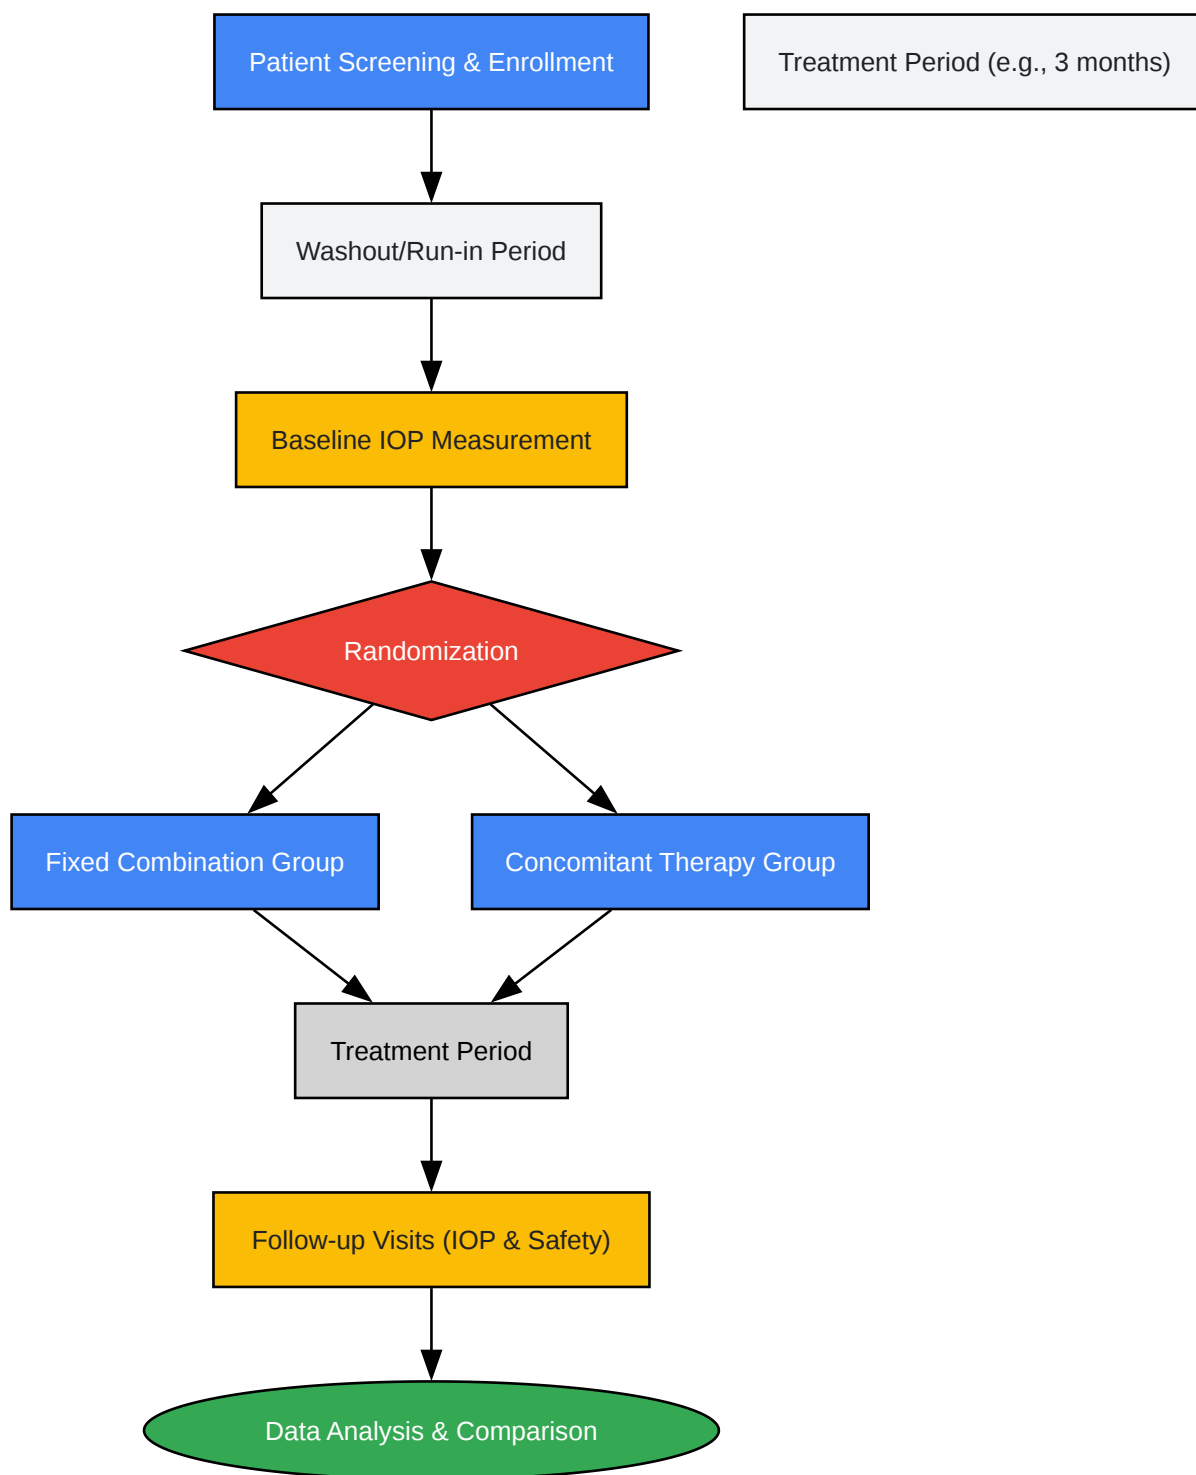 Patient Screening & Enrollment
Treatment Period (e.g., 3 months)
Washout/Run-in Period
Baseline IOP Measurement
Randomization
Fixed Combination Group
Concomitant Therapy Group
Treatment Period
Follow-up Visits (IOP & Safety)
Data Analysis & Comparison